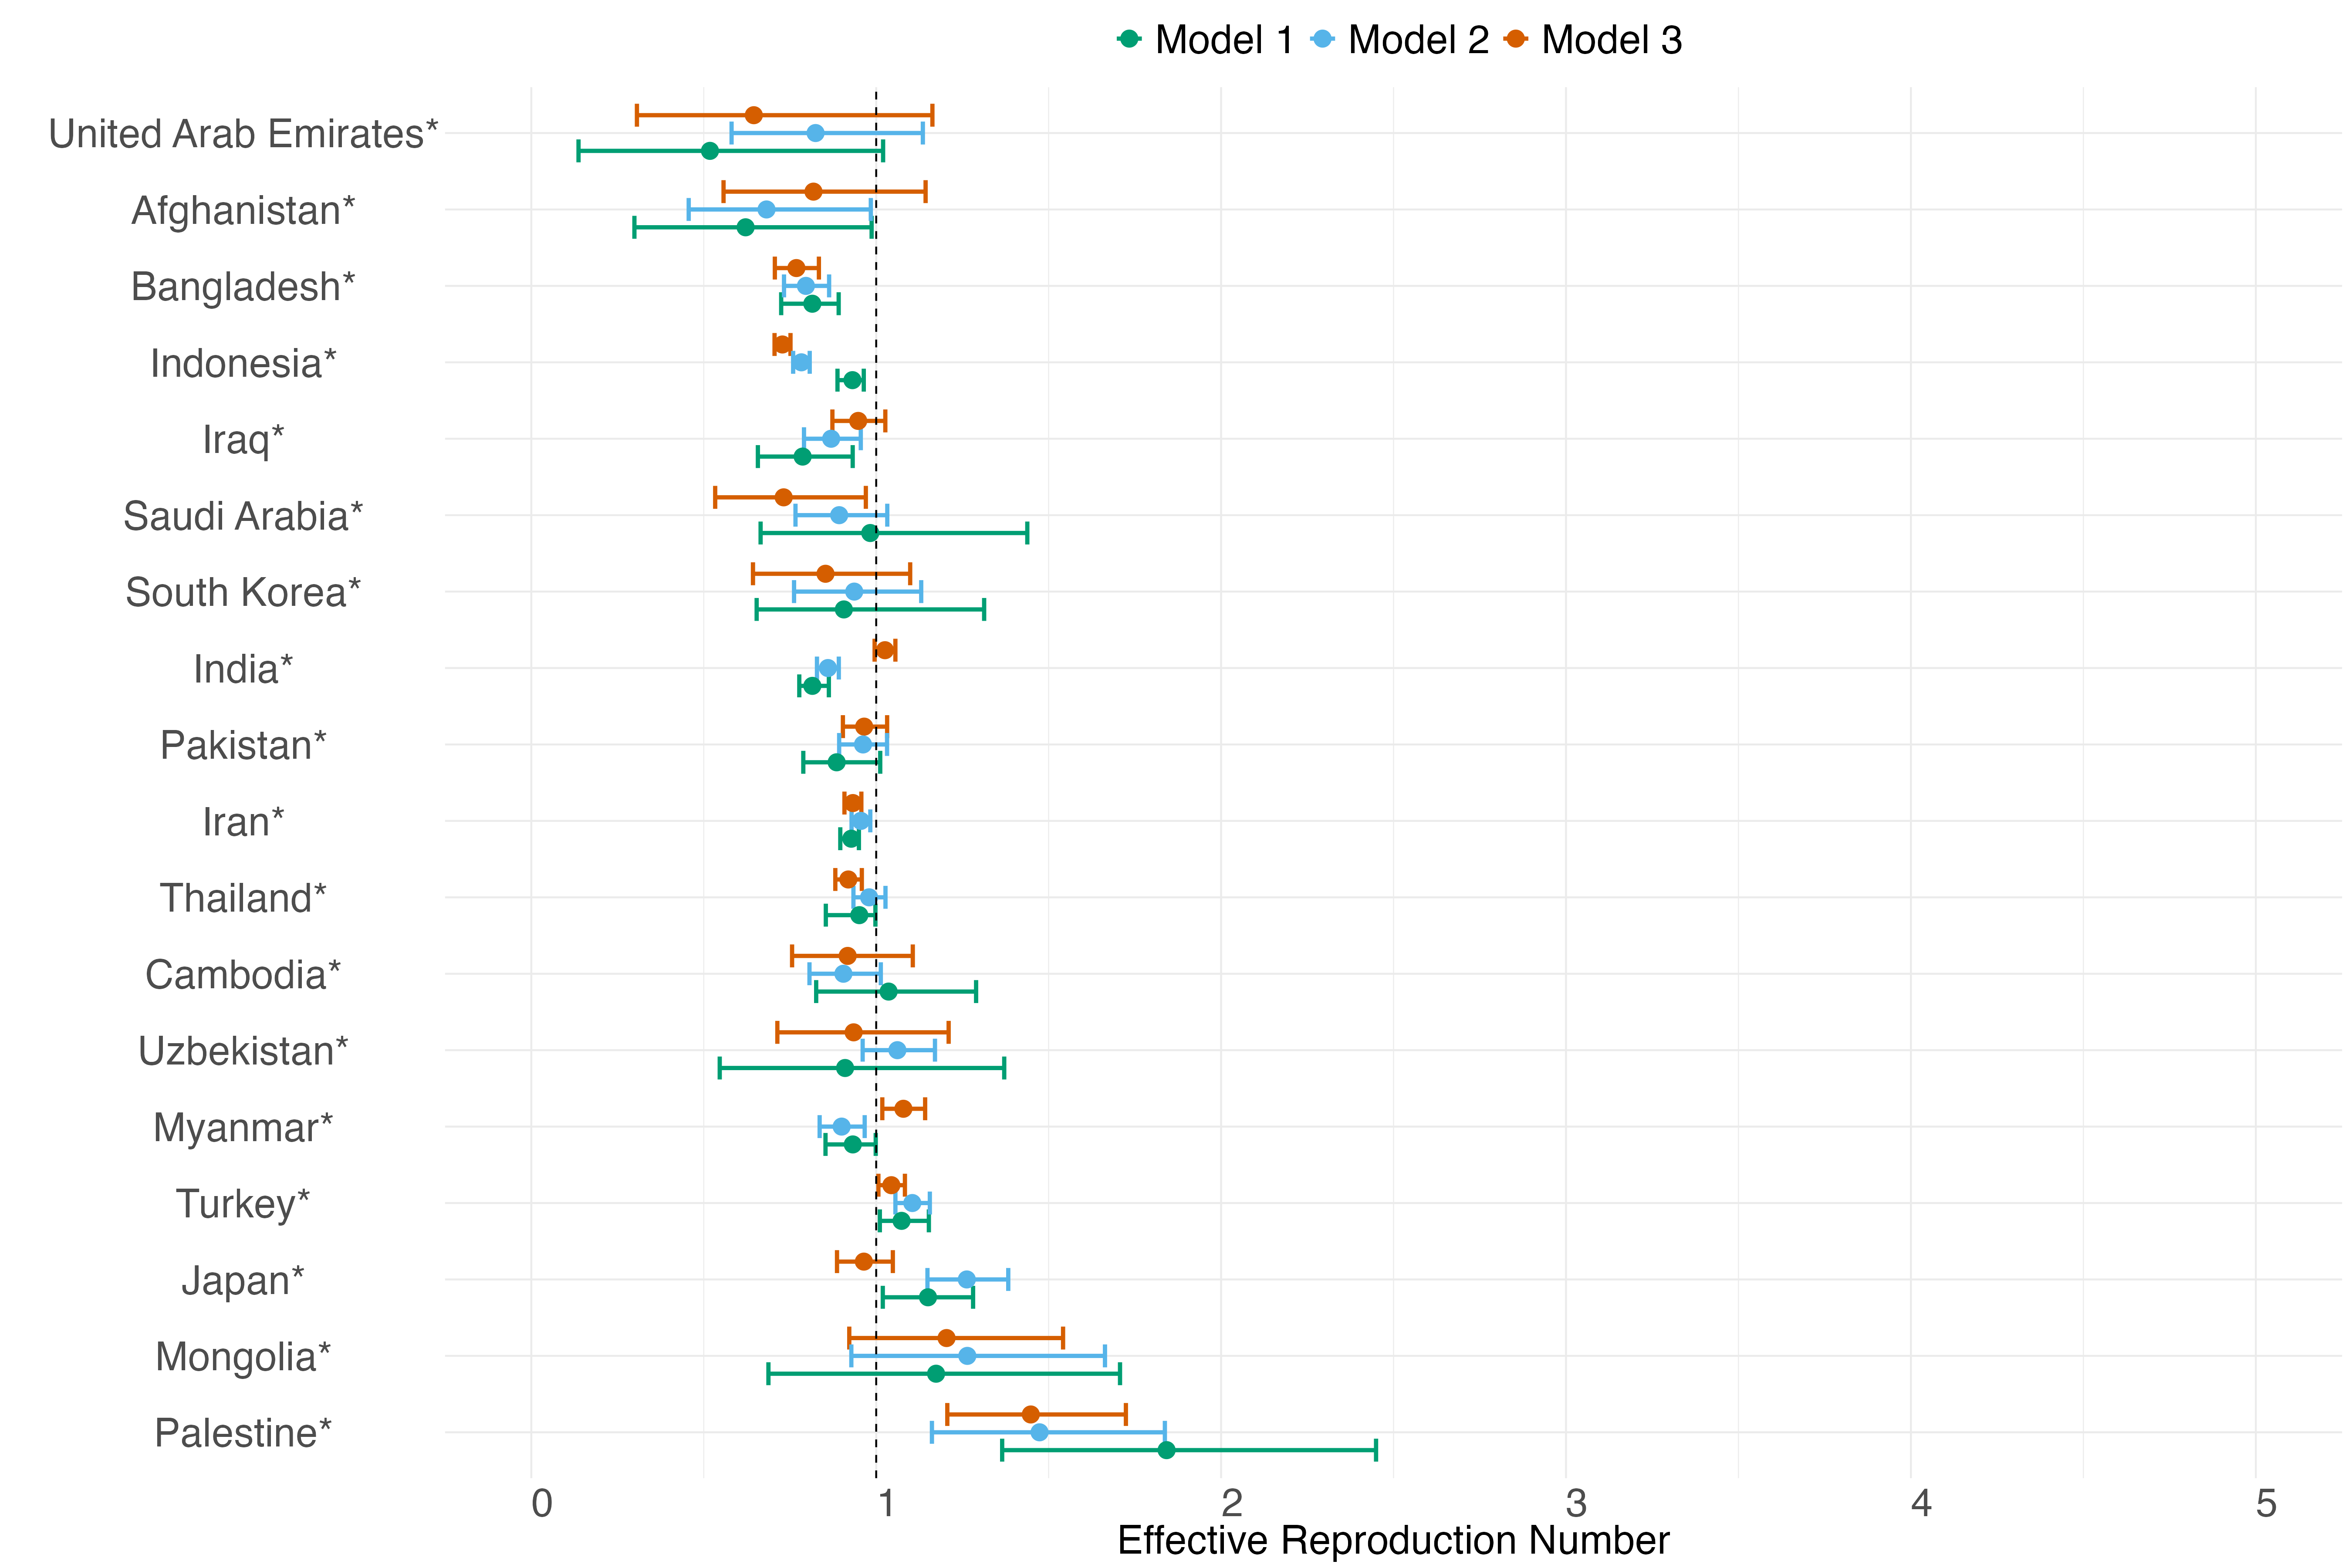 Model 1 Model 2 Model 3
United Arab Emirates*
Afghanistan*
Bangladesh*
Indonesia*
Iraq*
Saudi Arabia*
South Korea*
India*
Pakistan*
Iran*
Thailand*
Cambodia*
Uzbekistan*
Myanmar*
Turkey*
Japan*
Mongolia*
Palestine*
0 1 2 3 4 5
Effective Reproduction Number